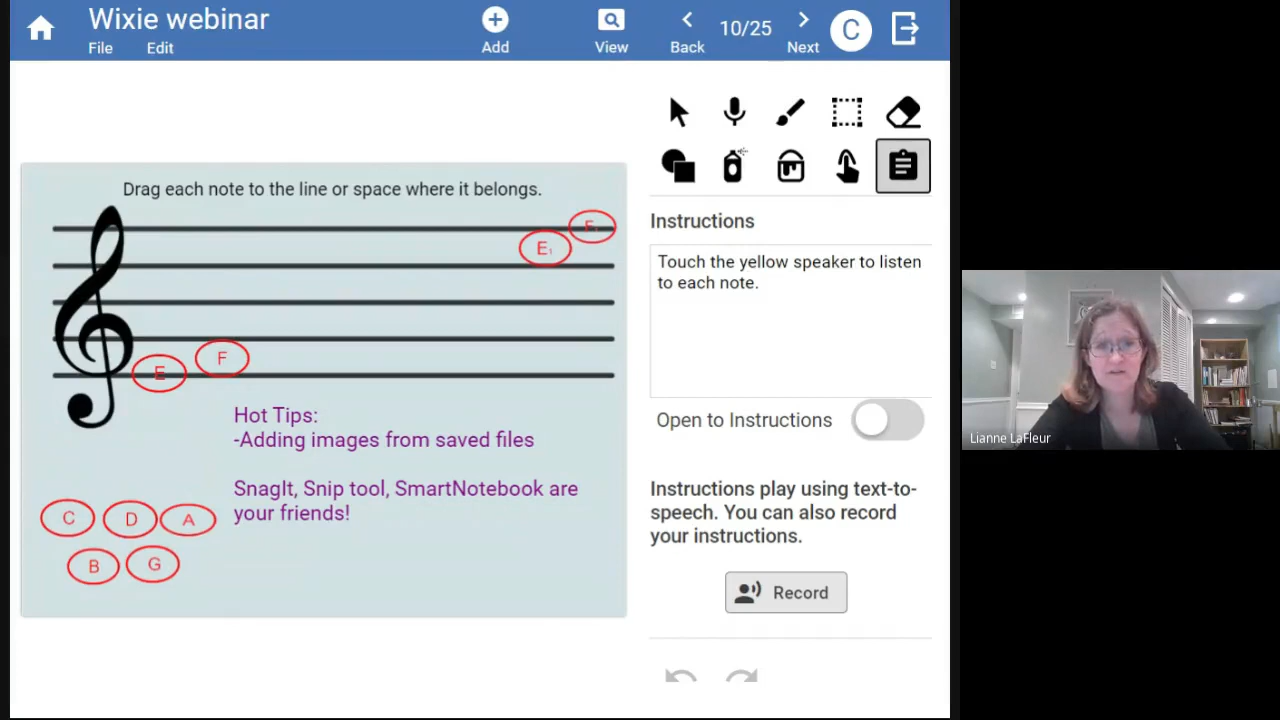 Wixie webinar
File Edit
Add
View
Back
10/25
Next
C
Drag each note to the line or space where it belongs.
F
E1
E
F
Hot Tips:
-Adding images from saved files
SnagIt, Snip tool, SmartNotebook are
your friends!
C D A
B G
Instructions
Touch the yellow speaker to listen
to each note.
Open to Instructions
Instructions play using text-to-
speech. You can also record
your instructions.
Record
Lianne LaFleur